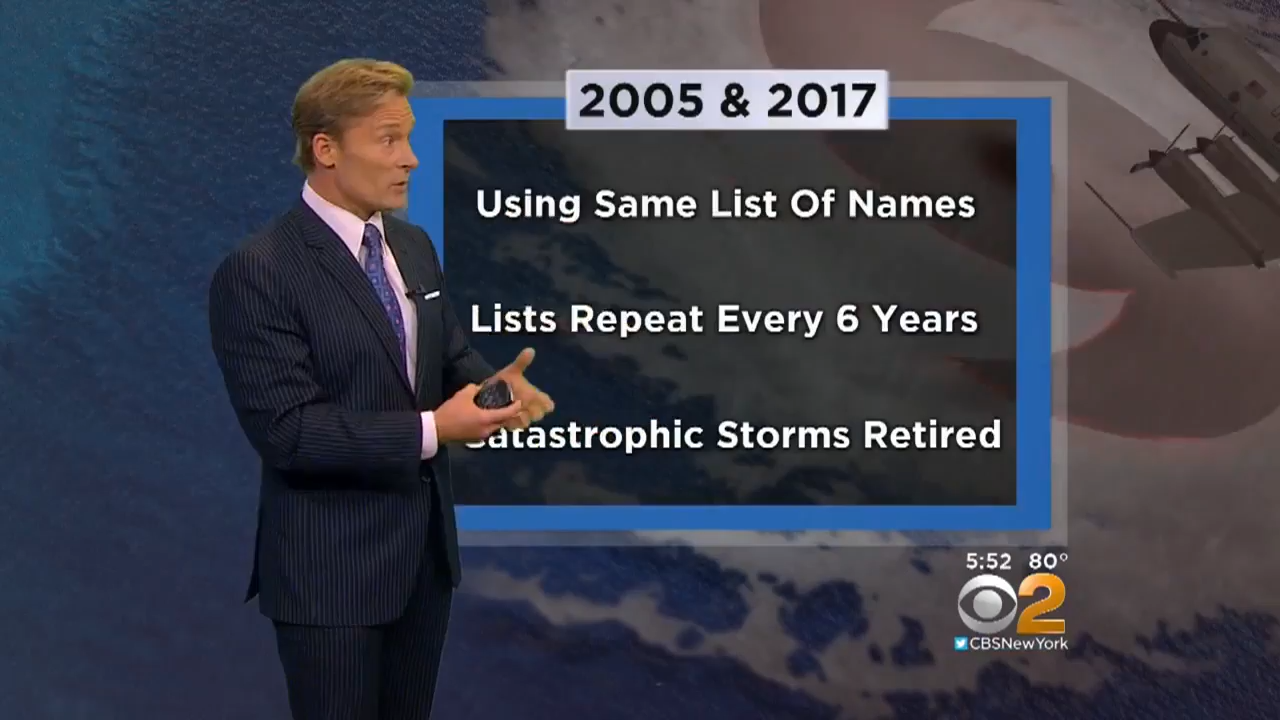 2005 & 2017
Using Same List Of Names
Lists Repeat Every 6 Years
Catastrophic Storms Retired
5:52 80°
2
CBSNewYork